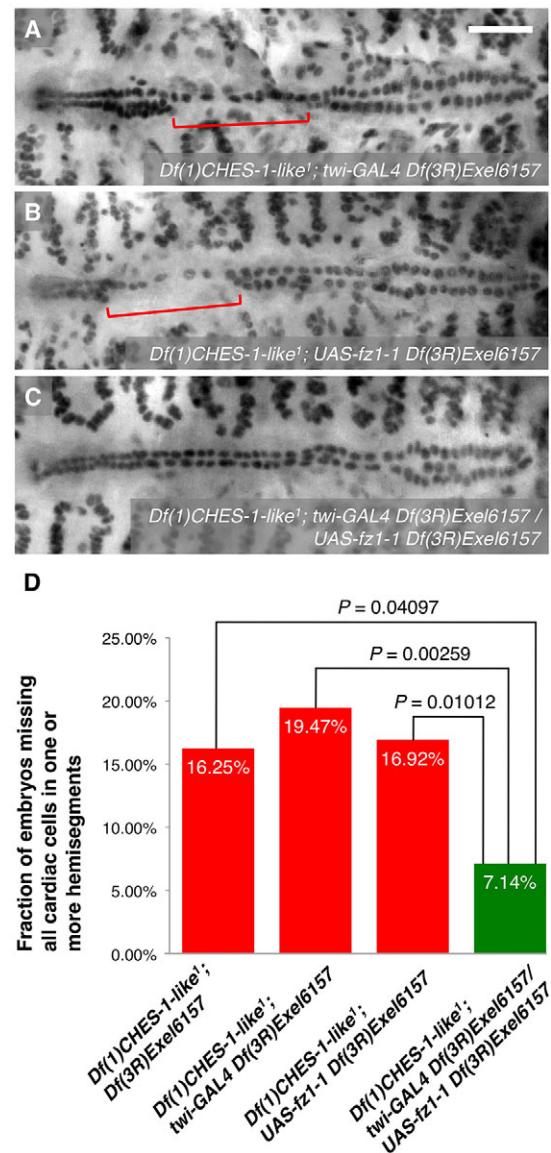 A
Df(1)CHES-1-like¹; twi-GAL4 Df(3R)Exel6157
B
Df(1)CHES-1-like¹; UAS-fz1-1 Df(3R)Exel6157
C
Df(1)CHES-1-like¹; twi-GAL4 Df(3R)Exel6157 /
UAS-fz1-1 Df(3R)Exel6157
D
P = 0.04097
P = 0.00259
P = 0.01012
Fraction of embryos missing
all cardiac cells in one or
more hemisegments
25.00%
20.00%
15.00%
10.00%
5.00%
0.00%
16.25%
19.47%
16.92%
7.14%
Df(1)CHES-1-like¹;
Df(3R)Exel6157
Df(1)CHES-1-like¹;
twi-GAL4 Df(3R)Exel6157
Df(1)CHES-1-like¹;
UAS-fz1-1 Df(3R)Exel6157
Df(1)CHES-1-like¹;
twi-GAL4 Df(3R)Exel6157/
UAS-fz1-1 Df(3R)Exel6157